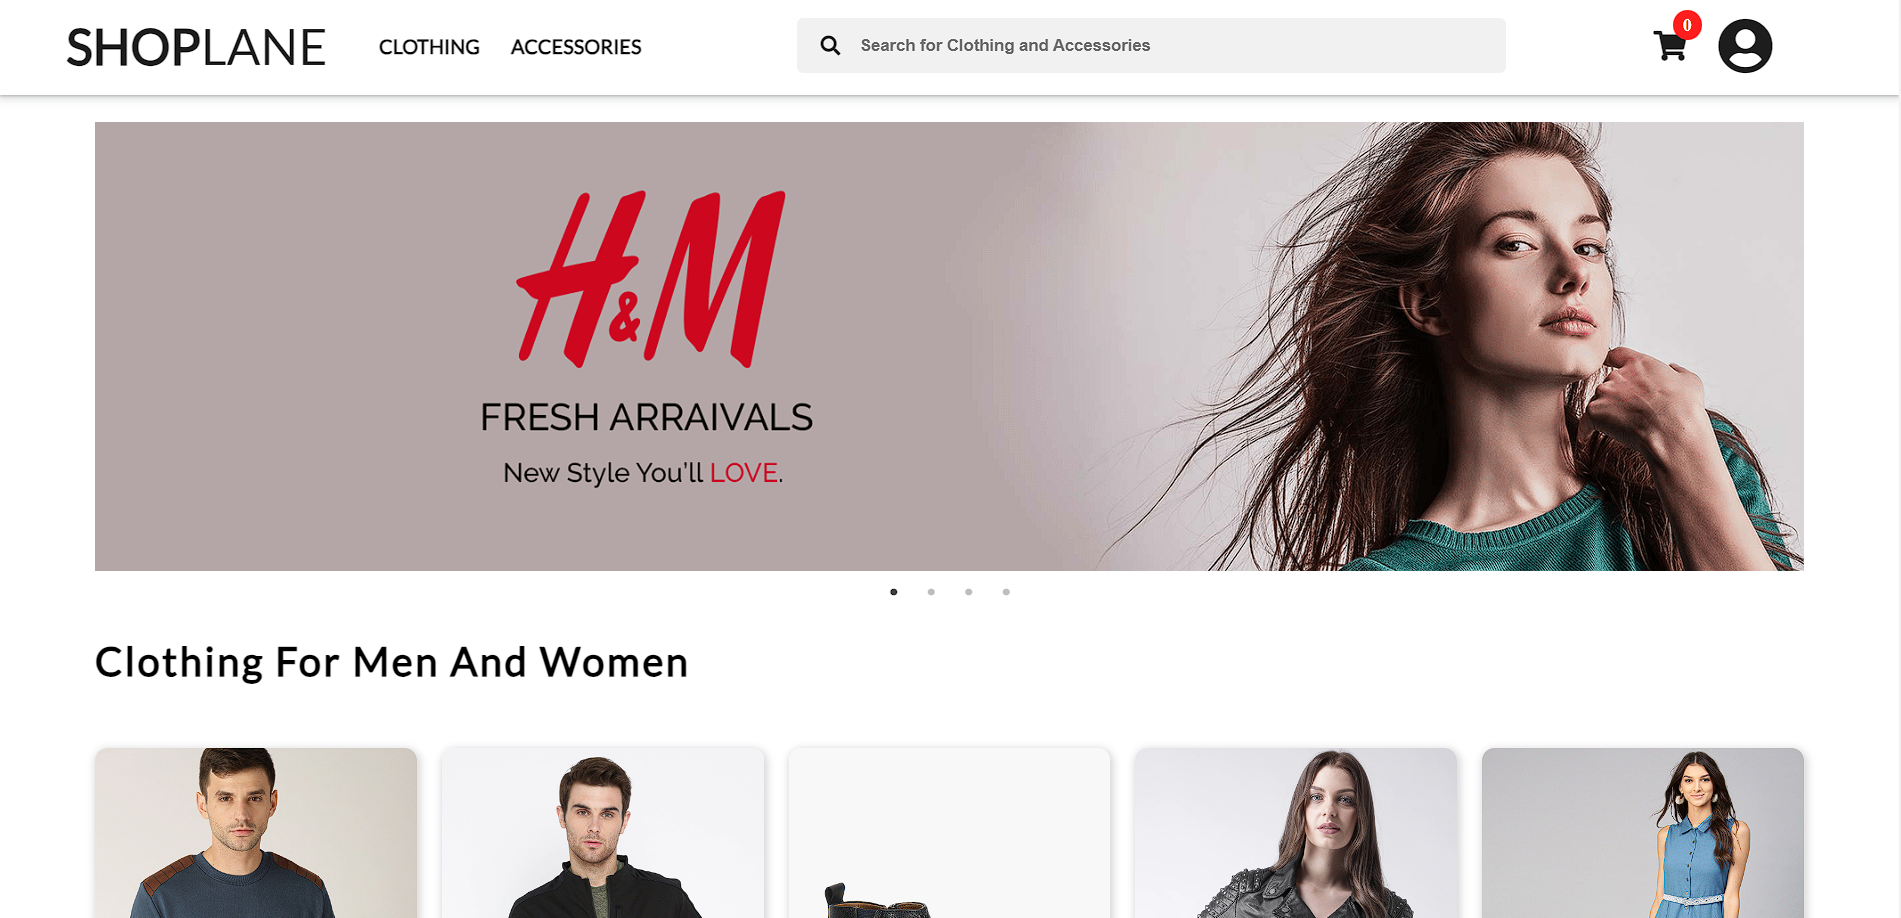 SHOPLANE
CLOTHING
ACCESSORIES
Search for Clothing and Accessories
0
H&M
FRESH ARRAIVALS
New Style You'll LOVE.
Clothing For Men And Women